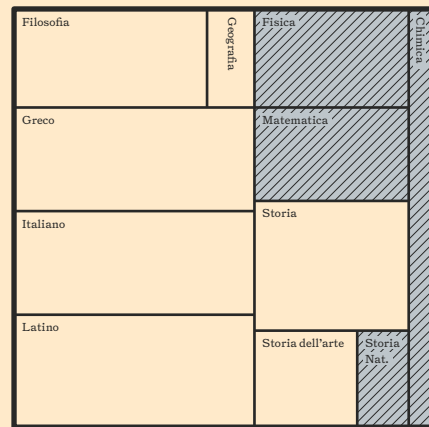 Filosofia
Geografia
Fisica
Chimica
Greco
Matematica
Italiano
Storia
Latino
Storia dell'arte
Storia
Nat.